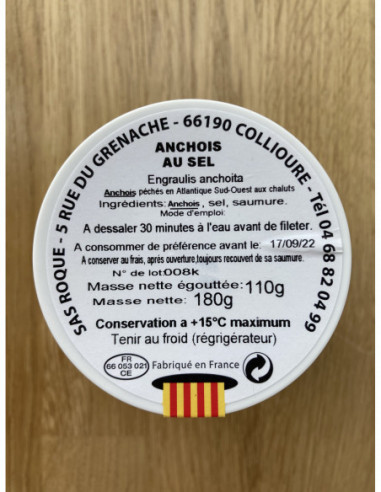 SAS ROQUE - 5 RUE DU GRENACHE - 66190 COLLIOURE - Tél 04 68 82 04 99
ANCHOIS
AU SEL
Engraulis anchoita
Anchois pêchés en Atlantique Sud-Ouest aux chaluts
Ingrédients: Anchois, sel, saumure.
Mode d'emploi:
A dessaler 30 minutes à l'eau avant de fileter.
A consommer de préférence avant le: 17/09/22
A conserver au frais, après ouverture,toujours recouvert de sa saumure.
N° de lot:008k
Masse nette égouttée: 110g
Masse nette: 180g
Conservation a +15°C maximum
Tenir au froid (régrigérateur)
FR
66 053 021
CE
Fabriqué en France